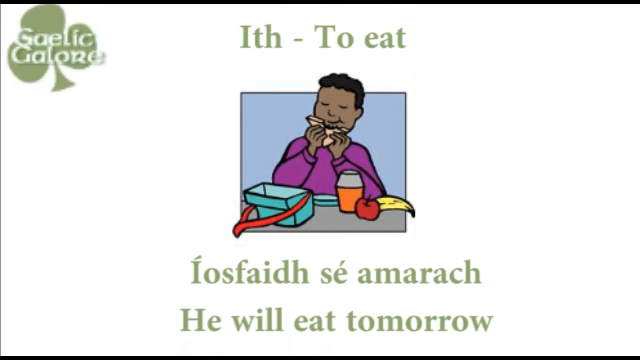 Gaelic
Galore
Ith - To eat
Íosfaidh sé amarach
He will eat tomorrow